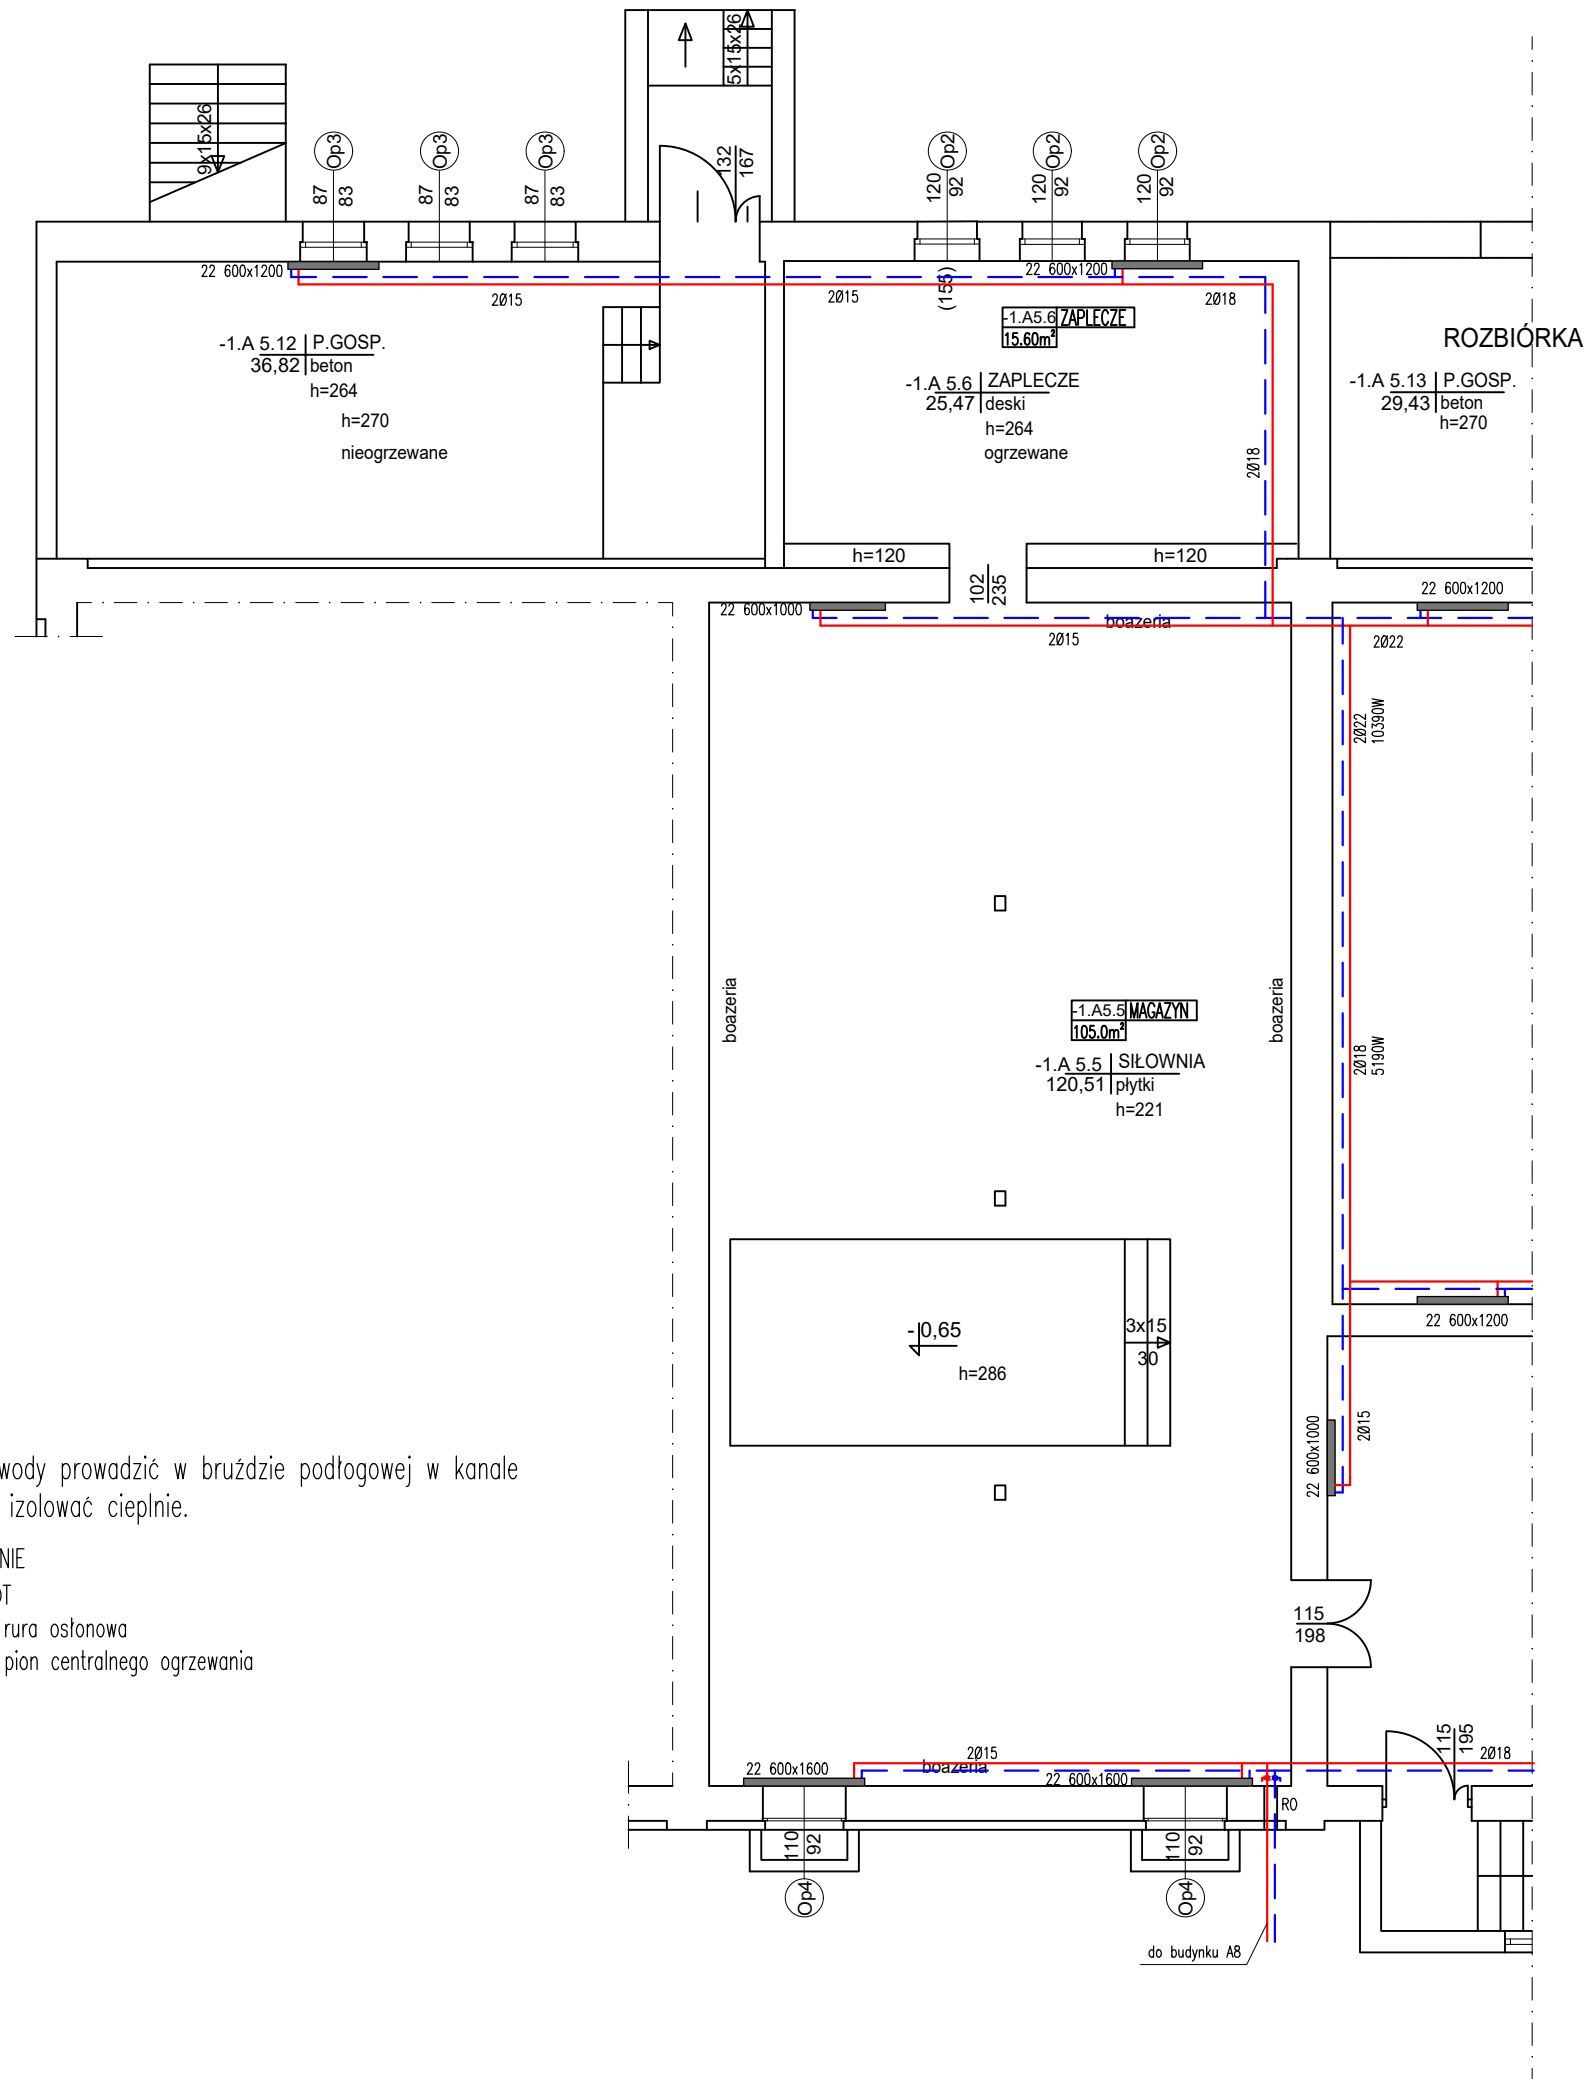 5x15x26
9x15x26
Op3
Op3
Op3
132
167
Op2
Op2
Op2
87
83
87
83
87
83
120
92
120
92
120
92
22 600x1200
22 600x1200
(155)
2Ø15
2Ø15
2Ø18
-1.A5.6 ZAPLECZE
15.60m²
ROZBIÓRKA
-1.A 5.12 P.GOSP.
36,82 beton
h=264
h=270
nieogrzewane
-1.A 5.6 ZAPLECZE
25,47 deski
h=264
ogrzewane
-1.A 5.13 P.GOSP.
29,43 beton
h=270
2Ø18
h=120
h=120
102
235
22 600x1000
22 600x1200
boazeria
2Ø15
2Ø22
2Ø22
10390W
boazeria
boazeria
-1.A5.5 MAGAZYN
105.0m²
-1.A 5.5 SIŁOWNIA
120,51 płytki
h=221
2Ø18
5190W
-0,65
h=286
3x15
30
22 600x1200
22 600x1000
2Ø15
wody prowadzić w bruździe podłogowej w kanale
izolować cieplnie.
NIE
OT
rura osłonowa
pion centralnego ogrzewania
115
198
115
195
2Ø15
2Ø18
22 600x1600
boazeria
22 600x1600
RO
110
92
110
92
Op4
Op4
do budynku A8